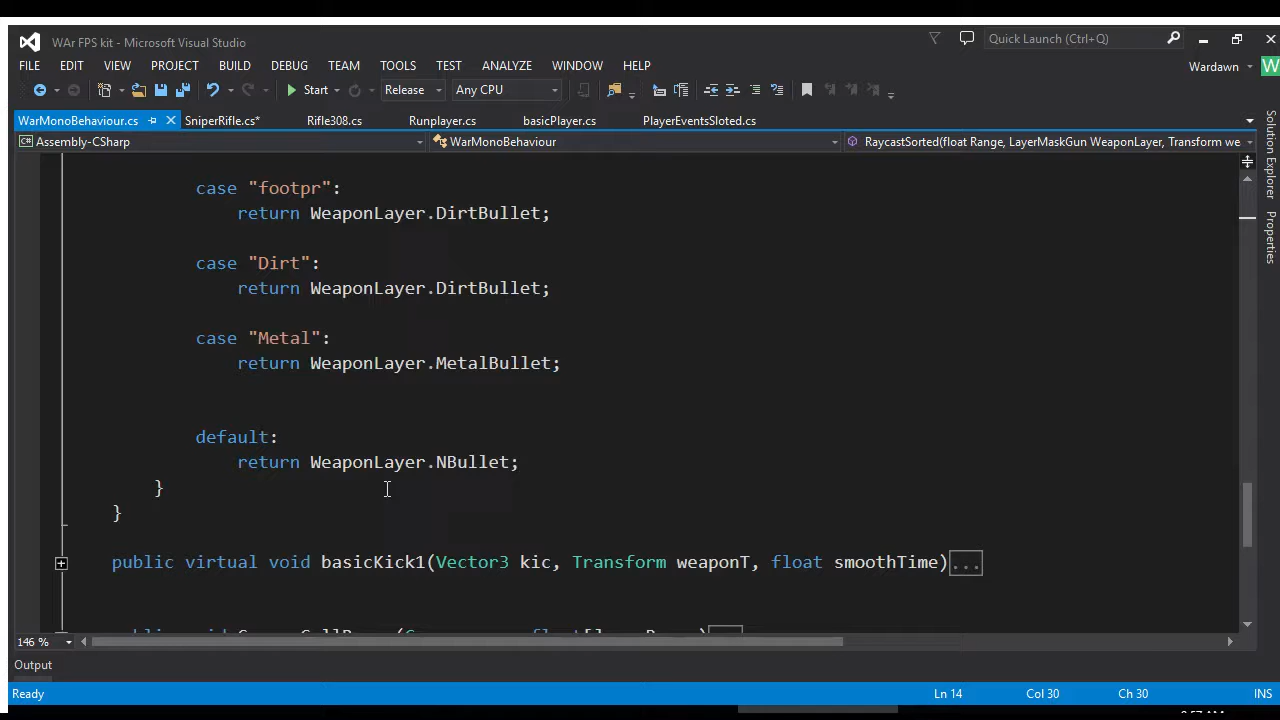 WAr FPS kit - Microsoft Visual Studio
Quick Launch (Ctrl+Q)
FILE EDIT VIEW PROJECT BUILD DEBUG TEAM TOOLS TEST ANALYZE WINDOW HELP
Wardawn W
Start Release Any CPU
WarMonoBehaviour.cs SniperRifle.cs* Rifle308.cs Runplayer.cs basicPlayer.cs PlayerEventsSloted.cs
C# Assembly-CSharp WarMonoBehaviour RaycastSorted(float Range, LayerMaskGun WeaponLayer, Transform we
Solution Explorer
Properties
case "footpr":
return WeaponLayer.DirtBullet;
case "Dirt":
return WeaponLayer.DirtBullet;
case "Metal":
return WeaponLayer.MetalBullet;
default:
return WeaponLayer.NBullet;
}
}
public virtual void basicKick1(Vector3 kic, Transform weaponT, float smoothTime)...
146 %
Output
Ready Ln 14 Col 30 Ch 30 INS